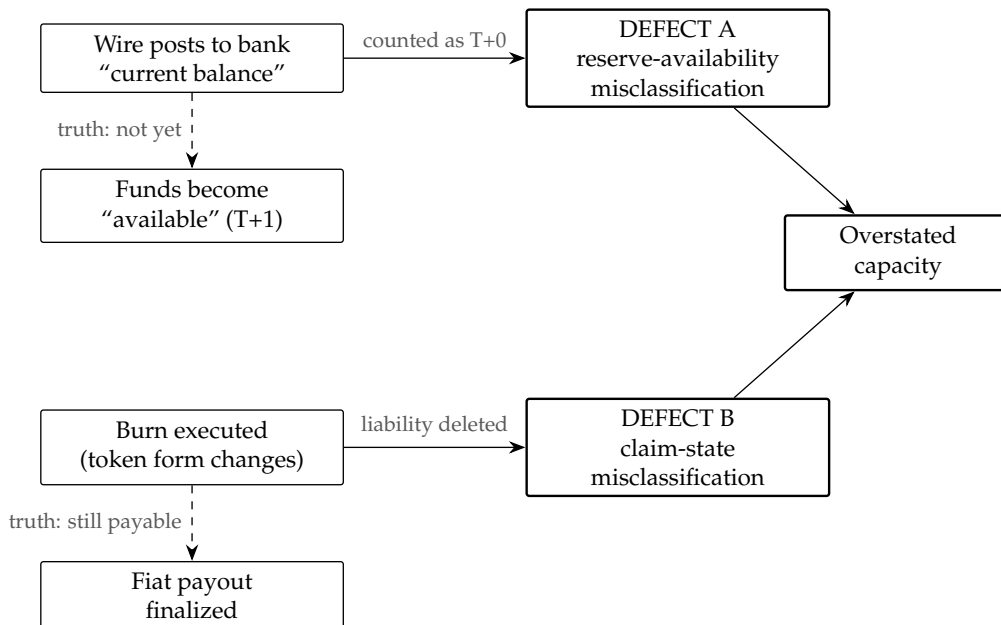 Wire posts to bank
“current balance”
counted as T+0
DEFECT A
reserve-availability
misclassification
truth: not yet
Funds become
“available” (T+1)
Overstated
capacity
Burn executed
(token form changes)
liability deleted
DEFECT B
claim-state
misclassification
truth: still payable
Fiat payout
finalized